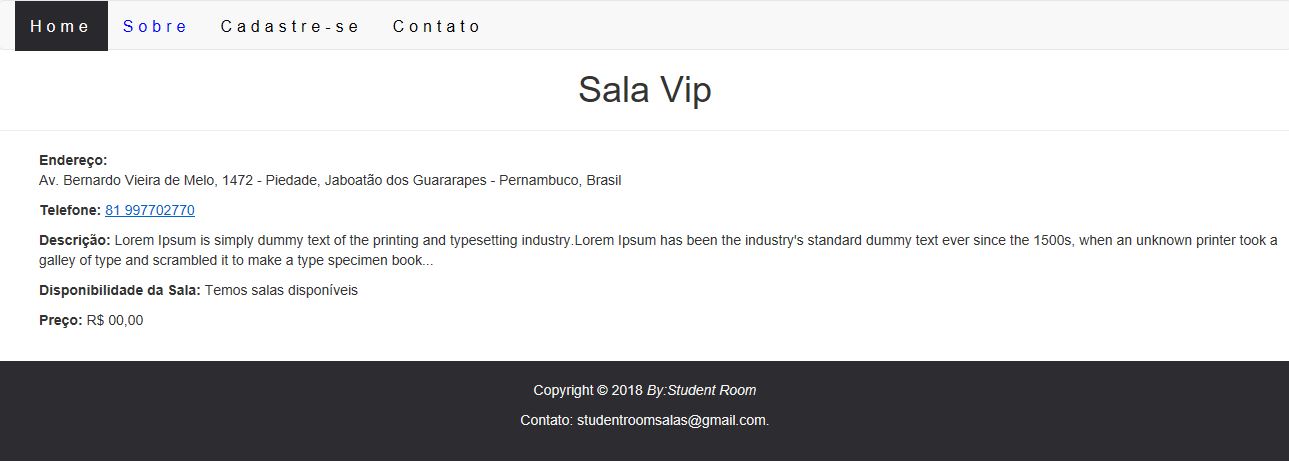 Home Sobre Cadastre-se Contato
Sala Vip
Endereço:
Av. Bernardo Vieira de Melo, 1472 - Piedade, Jaboatão dos Guararapes - Pernambuco, Brasil
Telefone: 81 997702770
Descrição: Lorem Ipsum is simply dummy text of the printing and typesetting industry.Lorem Ipsum has been the industry's standard dummy text ever since the 1500s, when an unknown printer took a
galley of type and scrambled it to make a type specimen book...
Disponibilidade da Sala: Temos salas disponíveis
Preço: R$ 00,00
Copyright © 2018 By:Student Room
Contato: studentroomsalas@gmail.com.